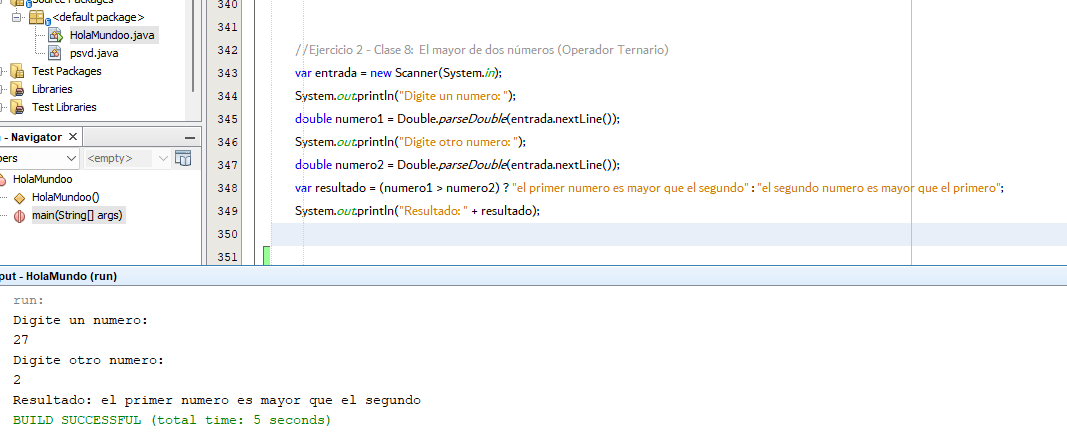 Source Packages
<default package>
HolaMundoo.java
psvd.java
Test Packages
Libraries
Test Libraries
- Navigator ×
<empty>
HolaMundoo
HolaMundoo()
main(String[] args)
340
341
342 //Ejercicio 2 - Clase 8: El mayor de dos números (Operador Ternario)
343 var entrada = new Scanner(System.in);
344 System.out.println("Digite un numero: ");
345 double numero1 = Double.parseDouble(entrada.nextLine());
346 System.out.println("Digite otro numero: ");
347 double numero2 = Double.parseDouble(entrada.nextLine());
348 var resultado = (numero1 > numero2) ? "el primer numero es mayor que el segundo" : "el segundo numero es mayor que el primero";
349 System.out.println("Resultado: " + resultado);
350
351
put - HolaMundo (run)
run:
Digite un numero:
27
Digite otro numero:
2
Resultado: el primer numero es mayor que el segundo
BUILD SUCCESSFUL (total time: 5 seconds)